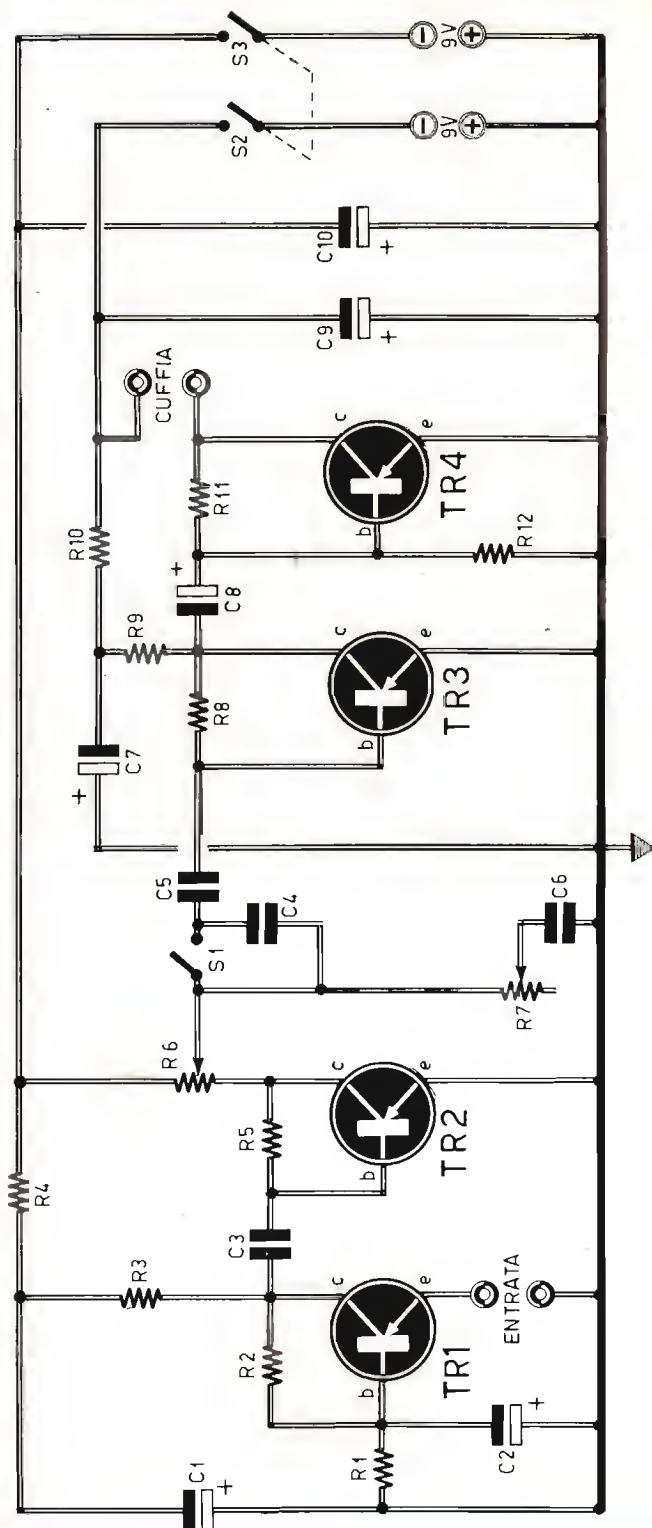 R4
S3
S2
R10
CUFFIA
C10
C9
−
+
9V
−
+
9V
+
C7
R9
R11
+
C8
R8
c
e
b
TR4
R12
c
e
b
TR3
C5
C4
S1
R6
R7
C6
R5
C3
c
e
b
TR2
R3
R2
c
e
b
TR1
ENTRATA
C1
+
R1
C2
+
+
+